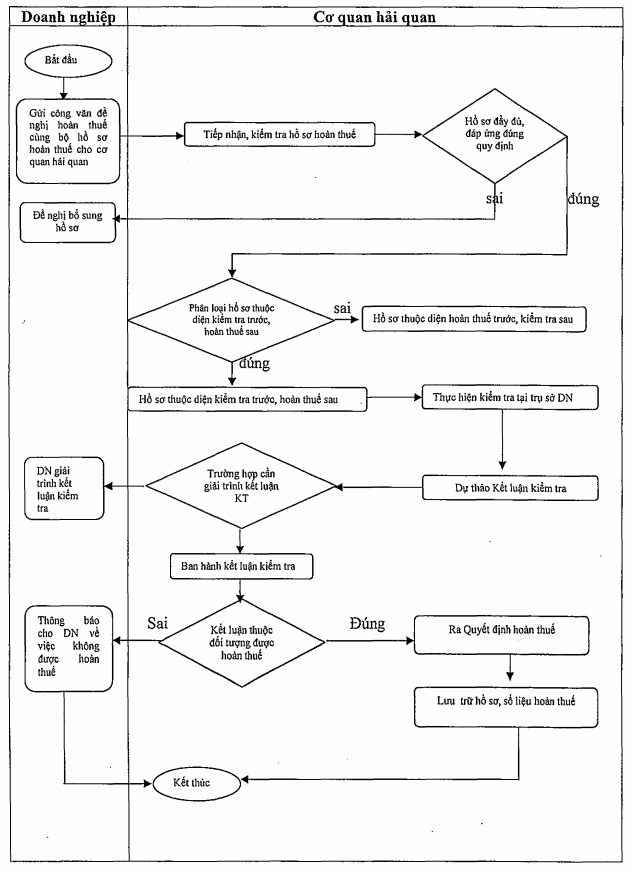 Doanh nghiệp
Cơ quan hải quan
Bắt đầu
Gửi công văn đề
nghị hoàn thuế
cùng bộ hồ sơ
hoàn thuế cho cơ
quan hải quan
Tiếp nhận, kiểm tra hồ sơ hoàn thuế
Hồ sơ đầy đủ,
đáp ứng đúng
quy định
sai
đúng
Đề nghị bổ sung
hồ sơ
Phân loại hồ sơ thuộc
diện kiểm tra trước,
hoàn thuế sau
sai
Hồ sơ thuộc diện hoàn thuế trước, kiểm tra sau
đúng
Hồ sơ thuộc diện kiểm tra trước, hoàn thuế sau
Thực hiện kiểm tra tại trụ sở DN
DN giải
trình kết
luận kiểm
tra
Trường hợp cần
giải trình kết luận
KT
Dự thảo Kết luận kiểm tra
Ban hành kết luận kiểm tra
Thông báo
cho DN về
việc không
được hoàn
thuế
Sai
Kết luận thuộc
đối tượng được
hoàn thuế
Đúng
Ra Quyết định hoàn thuế
Lưu trữ hồ sơ, số liệu hoàn thuế
Kết thúc